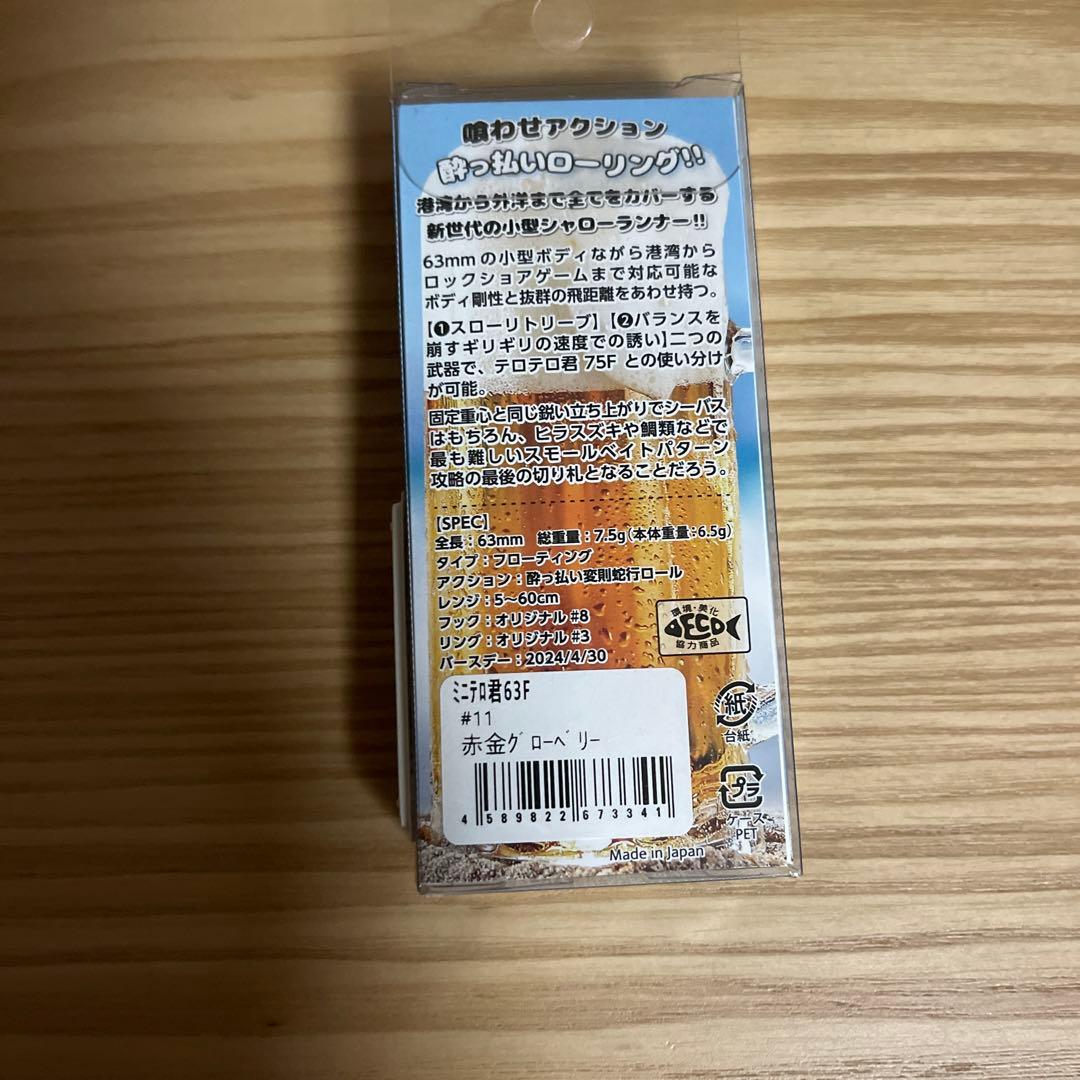 喰わせアクション
酔っ払いローリング!!
港湾から外洋まで全てをカバーする
新世代の小型シャローランナー!!
63mmの小型ボディながら港湾から
ロックショアゲームまで対応可能な
ボディ剛性と抜群の飛距離をあわせ持つ。
【❶スローリトリーブ】【❷バランスを
崩すギリギリの速度での誘い】二つの
武器で、テロテロ君 75F との使い分け
が可能。
固定重心と同じ鋭い立ち上がりでシーバス
はもちろん、ヒラスズキや鯛類などで
最も難しいスモールベイトパターン
攻略の最後の切り札となることだろう。
【SPEC】
全長：63mm 総重量：7.5g(本体重量：6.5g)
タイプ：フローティング
アクション：酔っ払い変則蛇行ロール
レンジ：5〜60cm
フック：オリジナル #8
リング：オリジナル #3
バースデー：2024/4/30
環境・美化
ECO
協力商品
ﾐﾆﾃﾛ君63F
#11
赤金ｸﾞﾛｰﾍﾞﾘｰ
4 589822 673341
紙
台紙
プラ
ケース
PET
Made in Japan